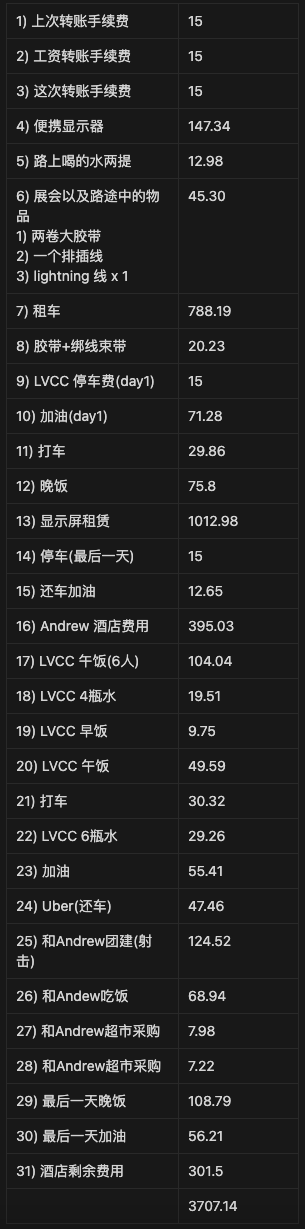 1) 上次转账手续费 15
2) 工资转账手续费 15
3) 这次转账手续费 15
4) 便携显示器 147.34
5) 路上喝的水两提 12.98
6) 展会以及路途中的物 45.30
品
1) 两卷大胶带
2) 一个排插线
3) lightning 线 x 1
7) 租车 788.19
8) 胶带+绑线束带 20.23
9) LVCC 停车费(day1) 15
10) 加油(day1) 71.28
11) 打车 29.86
12) 晚饭 75.8
13) 显示屏租赁 1012.98
14) 停车(最后一天) 15
15) 还车加油 12.65
16) Andrew 酒店费用 395.03
17) LVCC 午饭(6人) 104.04
18) LVCC 4瓶水 19.51
19) LVCC 早饭 9.75
20) LVCC 午饭 49.59
21) 打车 30.32
22) LVCC 6瓶水 29.26
23) 加油 55.41
24) Uber(还车) 47.46
25) 和Andrew团建(射 124.52
击)
26) 和Andew吃饭 68.94
27) 和Andrew超市采购 7.98
28) 和Andrew超市采购 7.22
29) 最后一天晚饭 108.79
30) 最后一天加油 56.21
31) 酒店剩余费用 301.5
3707.14